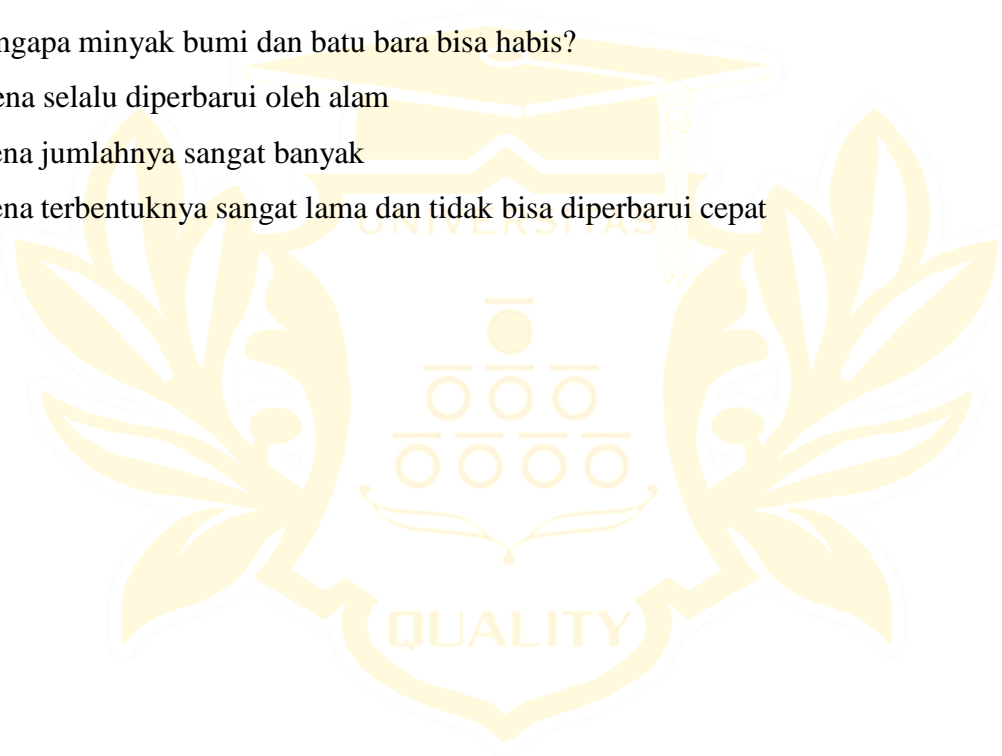 ngapa minyak bumi dan batu bara bisa habis?
ena selalu diperbarui oleh alam
ena jumlahnya sangat banyak
ena terbentuknya sangat lama dan tidak bisa diperbarui cepat
UNIVERSITAS
QUALITY